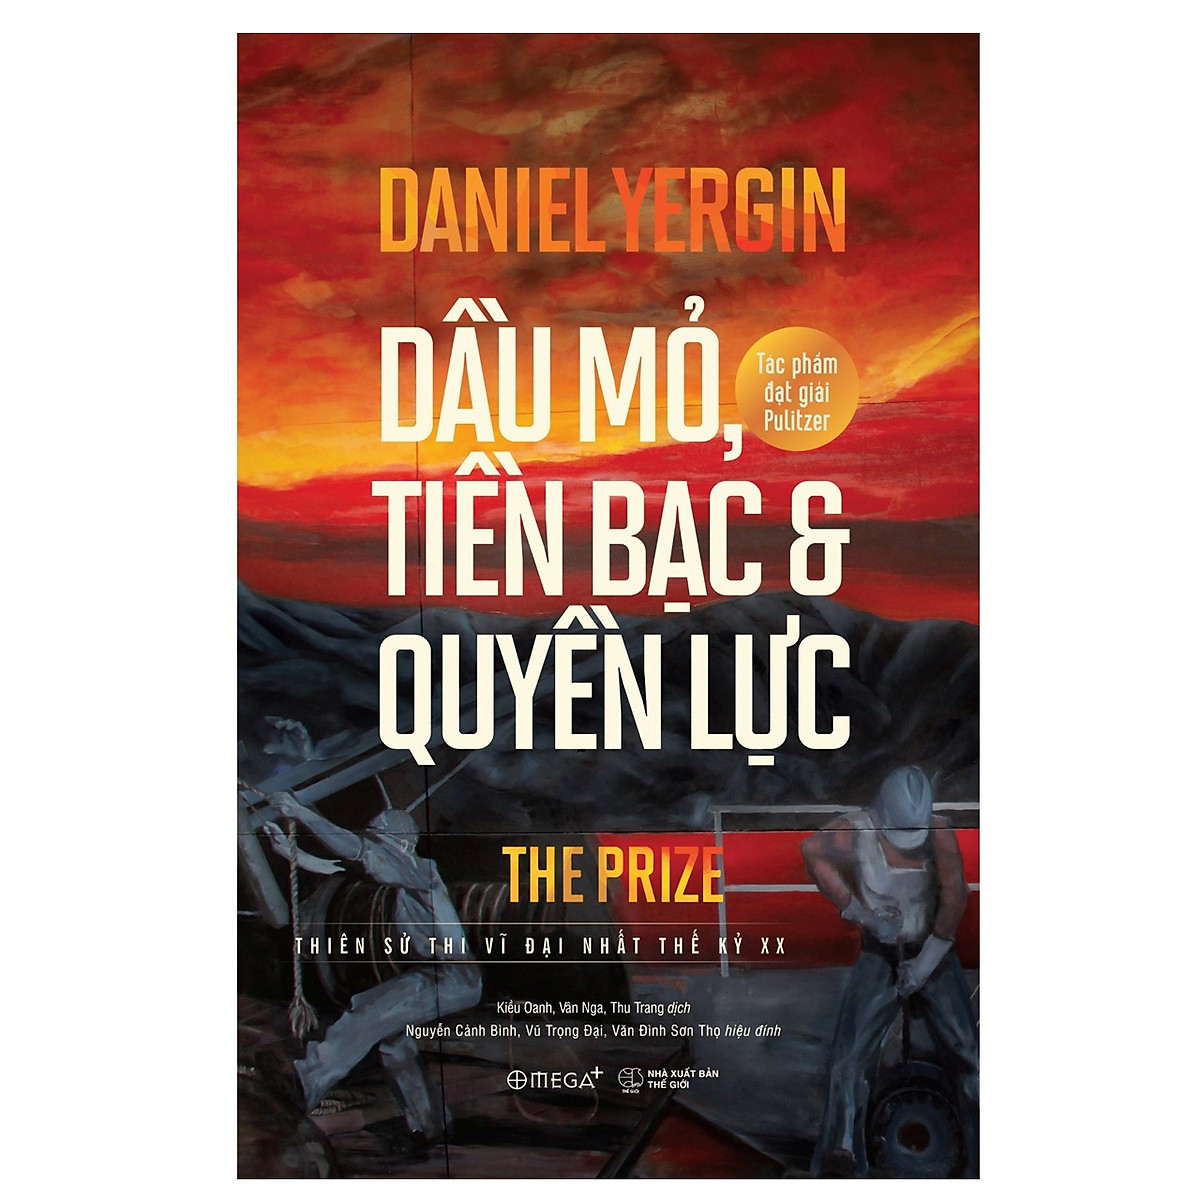 DANIEL YERGIN
DẦU MỎ,
Tác phẩm
đạt giải
Pulitzer
TIỀN BẠC &
QUYỀN LỰC
THE PRIZE
THIÊN SỬ THI VĨ ĐẠI NHẤT THẾ KỶ XX
Kiều Oanh, Vân Nga, Thu Trang dịch
Nguyễn Cảnh Bình, Vũ Trọng Đại, Văn Đình Sơn Thọ hiệu đính
OMEGA+
THẾ GIỚI
NHÀ XUẤT BẢN
THẾ GIỚI